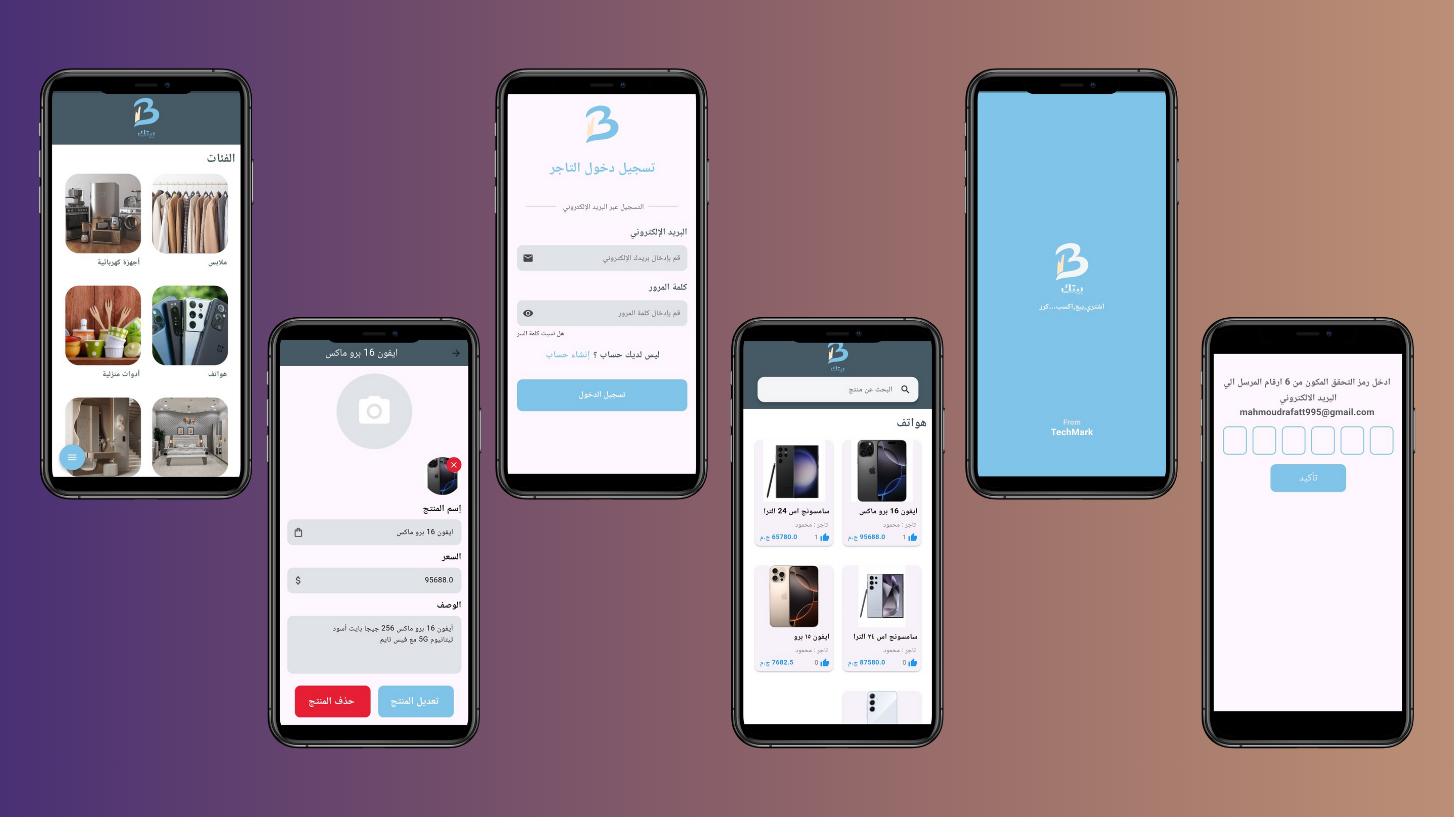 بيتك
الفئات
ملابس
أجهزة كهربائية
هواتف
أدوات منزلية
ايفون 16 برو ماكس
إسم المنتج
ايفون 16 برو ماكس
السعر
95688.0
$
الوصف
أيفون 16 برو ماكس 256 جيجا بايت أسود
تيتانيوم 5G مع فيس تايم
تعديل المنتج
حذف المنتج
تسجيل دخول التاجر
التسجيل عبر البريد الإلكتروني
البريد الإلكتروني
قم بإدخال بريدك الإلكتروني
كلمة المرور
قم بإدخال كلمة المرور
هل نسيت كلمة السر
ليس لديك حساب ؟ إنشاء حساب
تسجيل الدخول
بيتك
البحث عن منتج
هواتف
ايفون 16 برو ماكس
تاجر : محمود
1
95688.0 ج.م
سامسونج اس 24 الترا
تاجر : محمود
1
65780.0 ج.م
سامسونج اس ٢٤ الترا
تاجر : محمود
0
87580.0 ج.م
ايفون ١٥ برو
تاجر : محمود
0
7682.5 ج.م
بيتك
اشتري,بيع,اكسب...كرر
From
TechMark
ادخل رمز التحقق المكون من 6 ارقام المرسل الي
البريد الالكتروني
mahmoudrafatt995@gmail.com
تأكيد